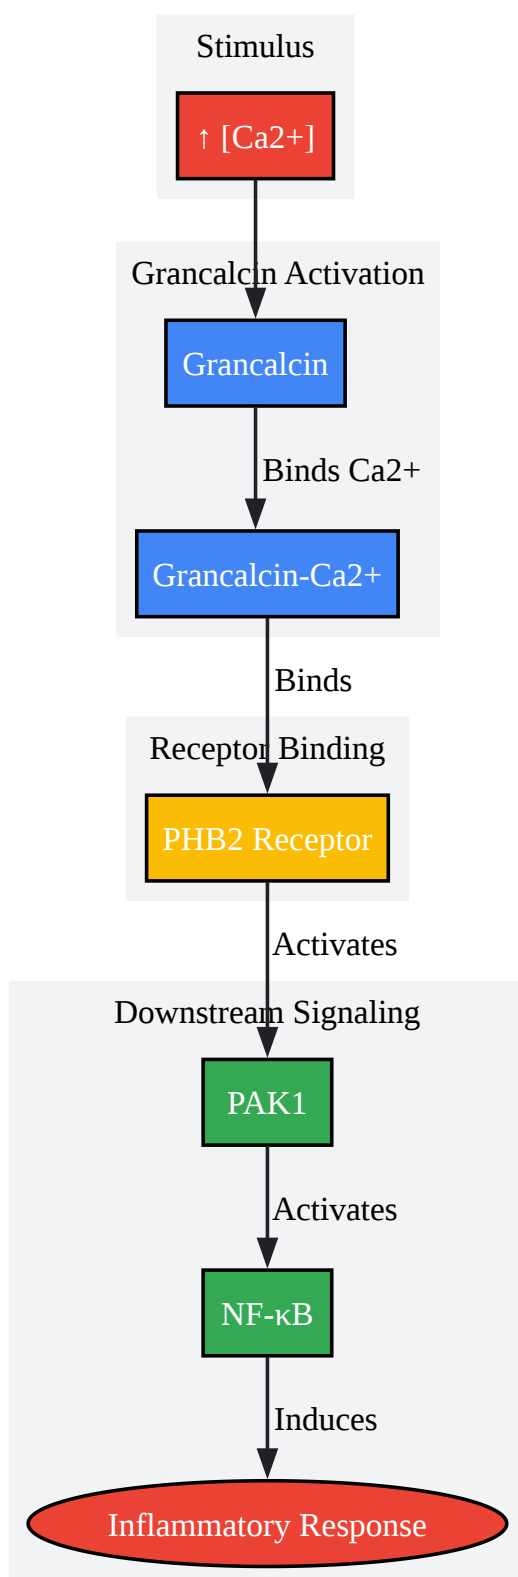 Stimulus
↑ [Ca2+]
Grancalcin Activation
Grancalcin
Binds Ca2+
Grancalcin-Ca2+
Binds
Receptor Binding
PHB2 Receptor
Activates
Downstream Signaling
PAK1
Activates
NF-κB
Induces
Inflammatory Response